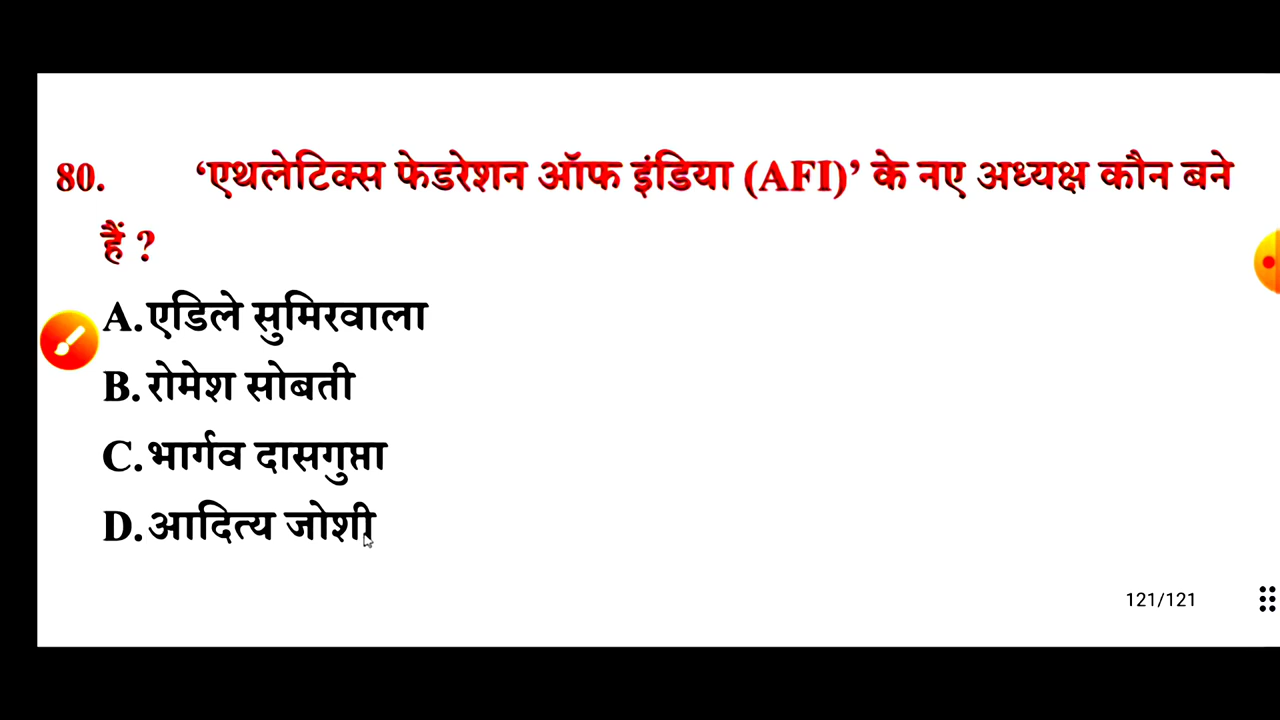 80. ‘एथलेटिक्स फेडरेशन ऑफ इंडिया (AFI)’ के नए अध्यक्ष कौन बने
हैं ?
A.एडिले सुमिरवाला
B.रोमेश सोबती
C.भार्गव दासगुप्ता
D.आदित्य जोशी
121/121